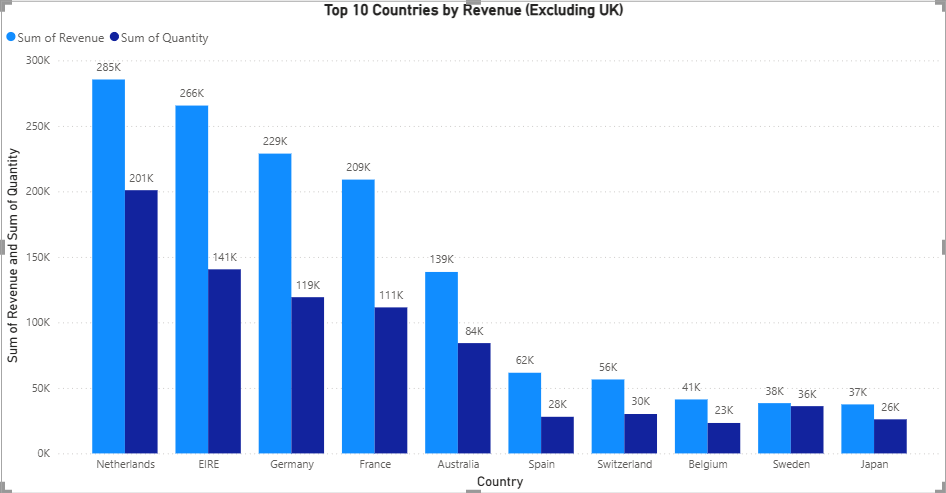 Top 10 Countries by Revenue (Excluding UK)
Sum of Revenue Sum of Quantity
Sum of Revenue and Sum of Quantity
300K
250K
200K
150K
100K
50K
0K
285K
201K
266K
141K
229K
119K
209K
111K
139K
84K
62K
28K
56K
30K
41K
23K
38K
36K
37K
26K
Netherlands EIRE Germany France Australia Spain Switzerland Belgium Sweden Japan
Country